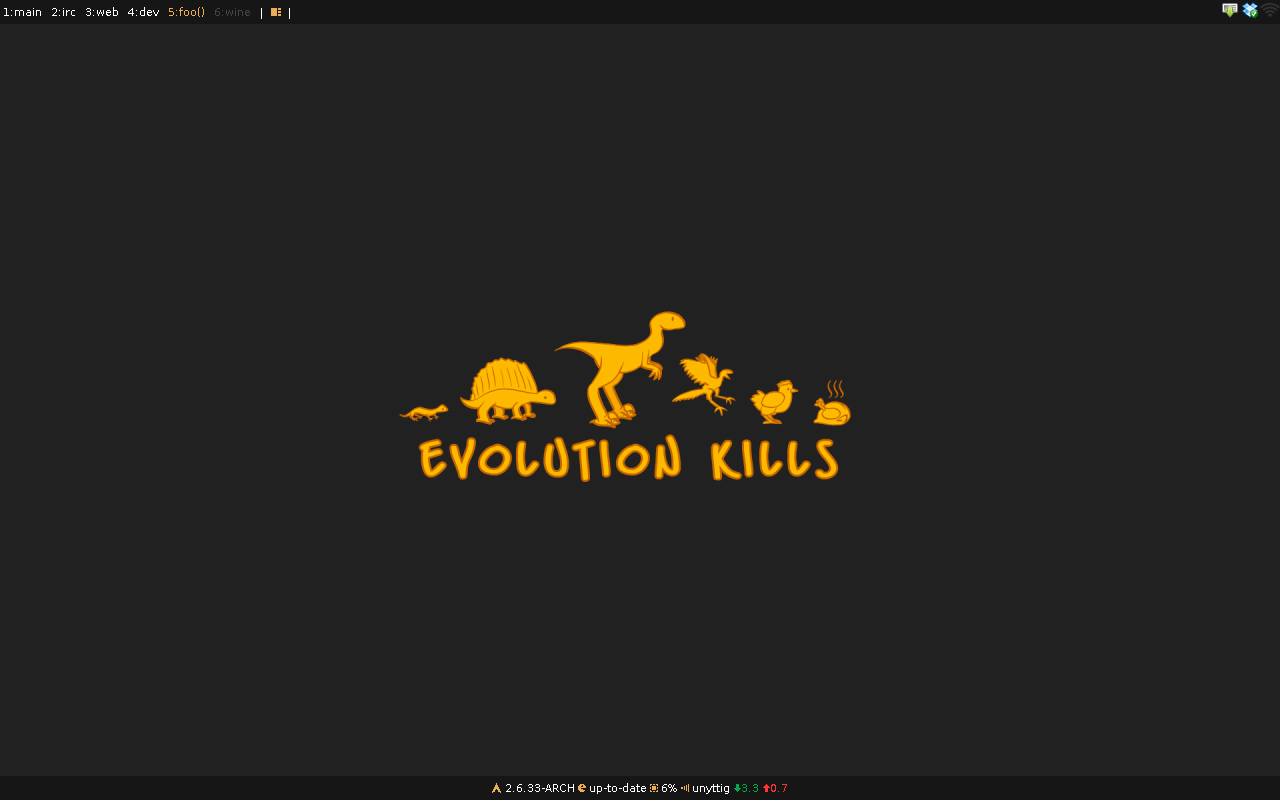 1:main 2:irc 3:web 4:dev 5:foo() 6:wine | |
EVOLUTION KILLS
2.6.33-ARCH up-to-date 6% unyttig 3.3 0.7